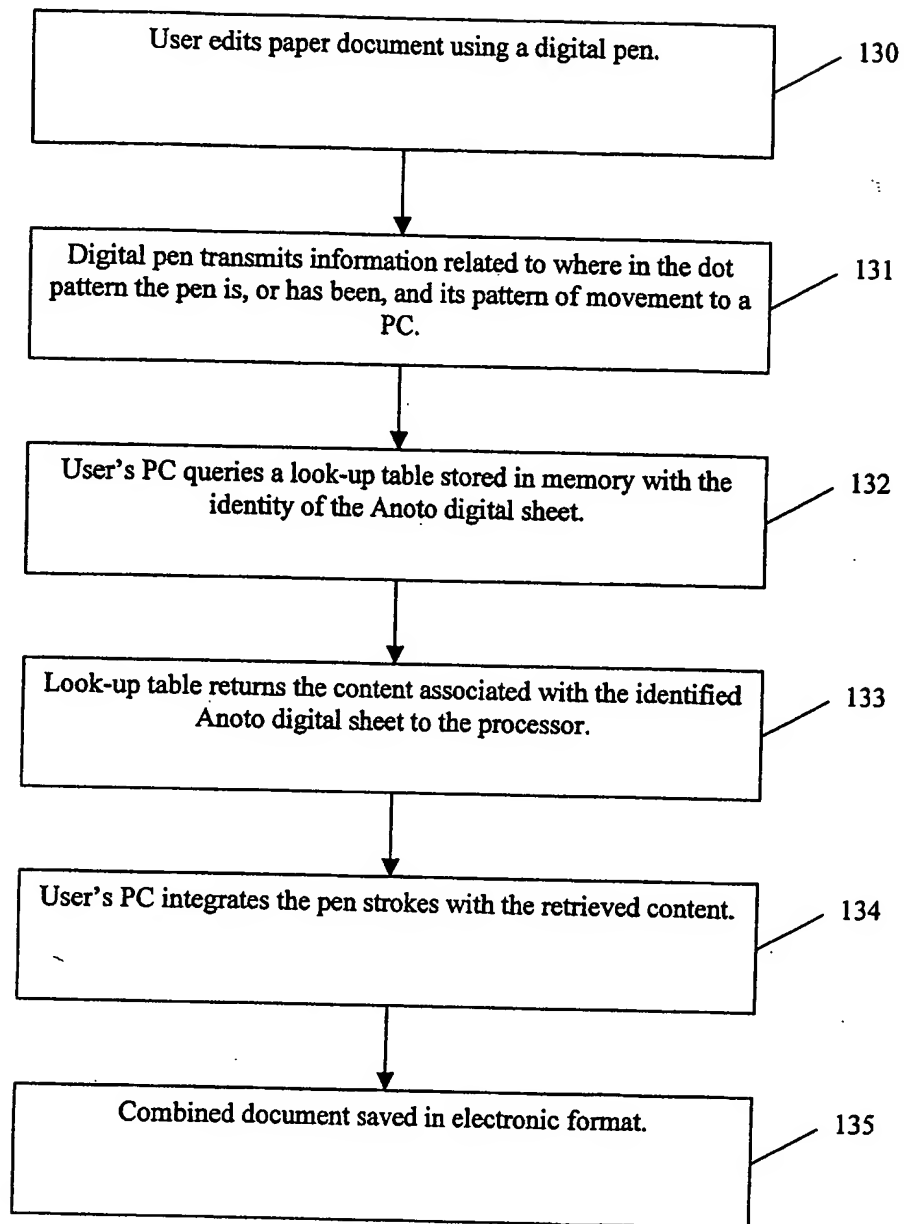 User edits paper document using a digital pen.
130
Digital pen transmits information related to where in the dot
pattern the pen is, or has been, and its pattern of movement to a
PC.
131
User's PC queries a look-up table stored in memory with the
identity of the Anoto digital sheet.
132
Look-up table returns the content associated with the identified
Anoto digital sheet to the processor.
133
User's PC integrates the pen strokes with the retrieved content.
134
Combined document saved in electronic format.
135